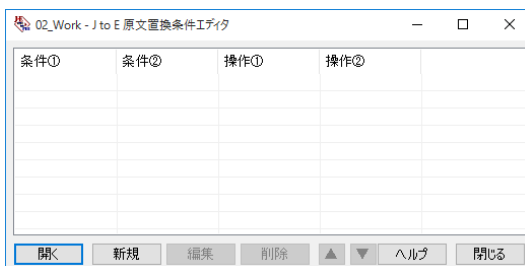 02_Work - J to E 原文置換条件エディタ
条件① 条件② 操作① 操作②
開く 新規 編集 削除 ▲ ▼ ヘルプ 閉じる